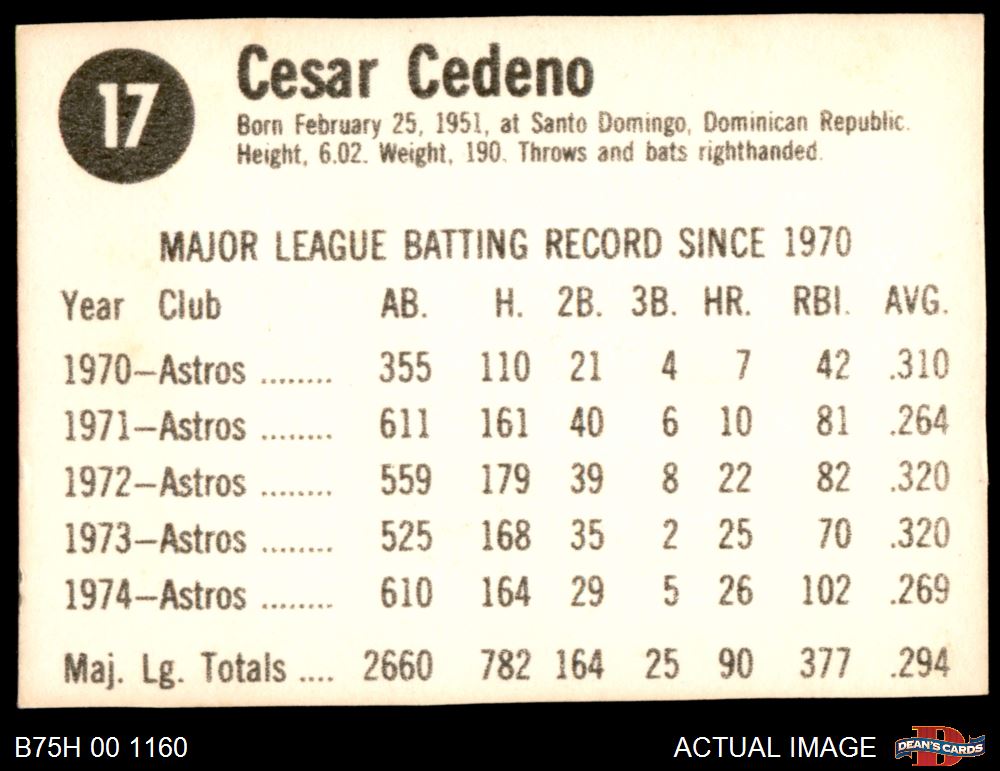 17
Cesar Cedeno
Born February 25, 1951, at Santo Domingo, Dominican Republic.
Height, 6.02. Weight, 190. Throws and bats righthanded.
MAJOR LEAGUE BATTING RECORD SINCE 1970
Year Club AB. H. 2B. 3B. HR. RBI. AVG.
1970—Astros ........ 355 110 21 4 7 42 .310
1971—Astros ........ 611 161 40 6 10 81 .264
1972—Astros ........ 559 179 39 8 22 82 .320
1973—Astros ........ 525 168 35 2 25 70 .320
1974—Astros ........ 610 164 29 5 26 102 .269
Maj. Lg. Totals .... 2660 782 164 25 90 377 .294
B75H 00 1160
ACTUAL IMAGE
D
DEAN'S CARDS